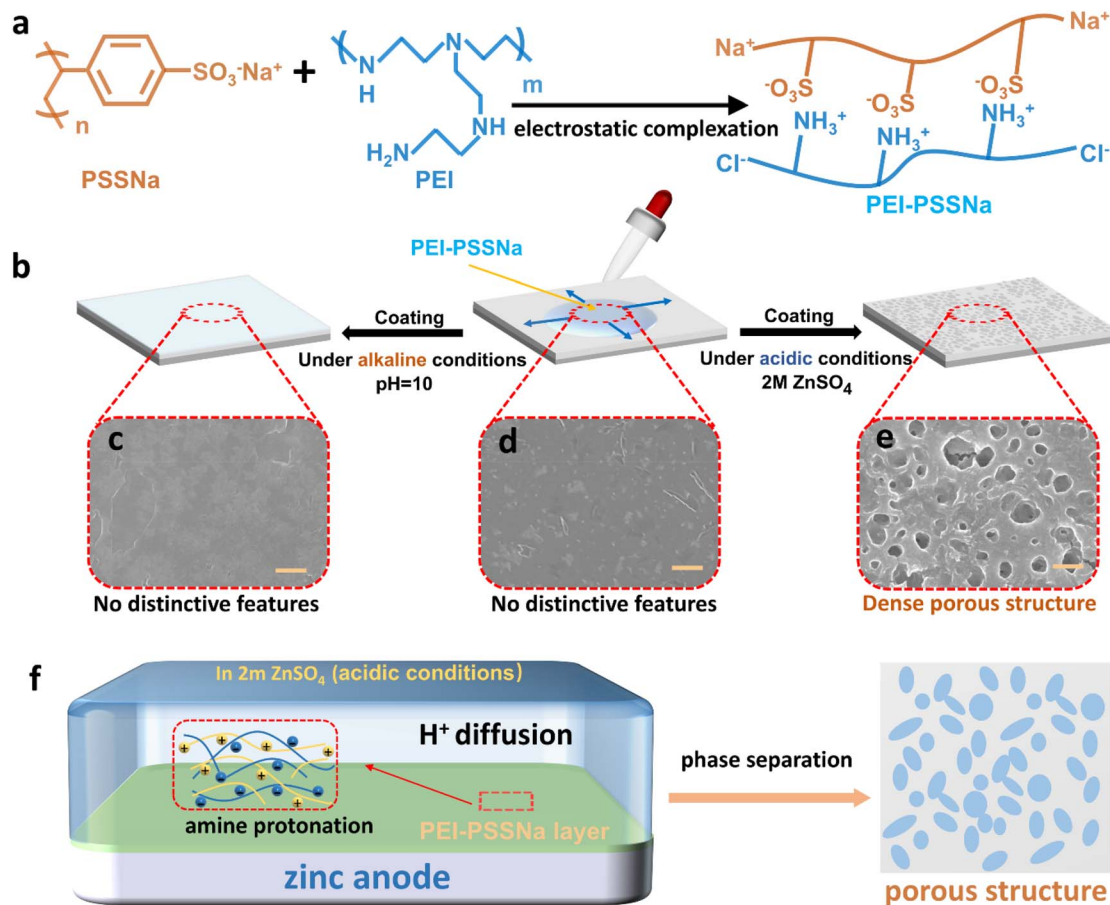 a
SO₃⁻Na⁺
n
PSSNa
+
N
N
H
m
NH
H₂N
PEI
electrostatic complexation
Na⁺
Na⁺
⁻O₃S
⁻O₃S
⁻O₃S
NH₃⁺
NH₃⁺
NH₃⁺
Cl⁻
Cl⁻
PEI-PSSNa
b
PEI-PSSNa
Coating
Under alkaline conditions
pH=10
Coating
Under acidic conditions
2M ZnSO₄
c
No distinctive features
d
No distinctive features
e
Dense porous structure
f
In 2m ZnSO₄ (acidic conditions)
H⁺ diffusion
amine protonation
PEI-PSSNa layer
zinc anode
phase separation
porous structure